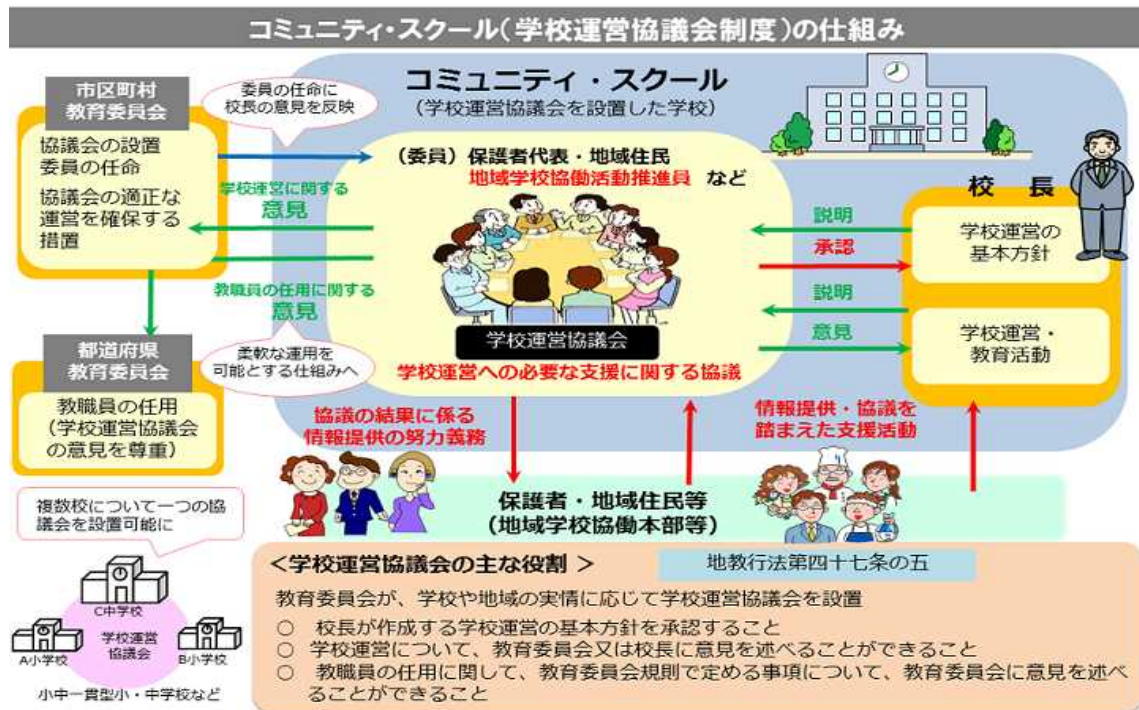 コミュニティ・スクール(学校運営協議会制度)の仕組み
市区町村
教育委員会
協議会の設置
委員の任命
協議会の適正な
運営を確保する
措置
委員の任命に
校長の意見を反映
コミュニティ・スクール
(学校運営協議会を設置した学校)
(委員)保護者代表・地域住民
地域学校協働活動推進員 など
学校運営に関する
意見
教職員の任用に関する
意見
学校運営協議会
学校運営への必要な支援に関する協議
説明
承認
説明
意見
校 長
学校運営の
基本方針
学校運営・
教育活動
都道府県
教育委員会
教職員の任用
(学校運営協議会
の意見を尊重)
柔軟な運用を
可能とする仕組みへ
協議の結果に係る
情報提供の努力義務
情報提供・協議を
踏まえた支援活動
保護者・地域住民等
(地域学校協働本部等)
複数校について一つの協
議会を設置可能に
C中学校
学校運営
協議会
A小学校
B小学校
小中一貫型小・中学校など
<学校運営協議会の主な役割 >
地教行法第四十七条の五
教育委員会が、学校や地域の実情に応じて学校運営協議会を設置
○ 校長が作成する学校運営の基本方針を承認すること
○ 学校運営について、教育委員会又は校長に意見を述べることができること
○ 教職員の任用に関して、教育委員会規則で定める事項について、教育委員会に意見を述べ
ることができること